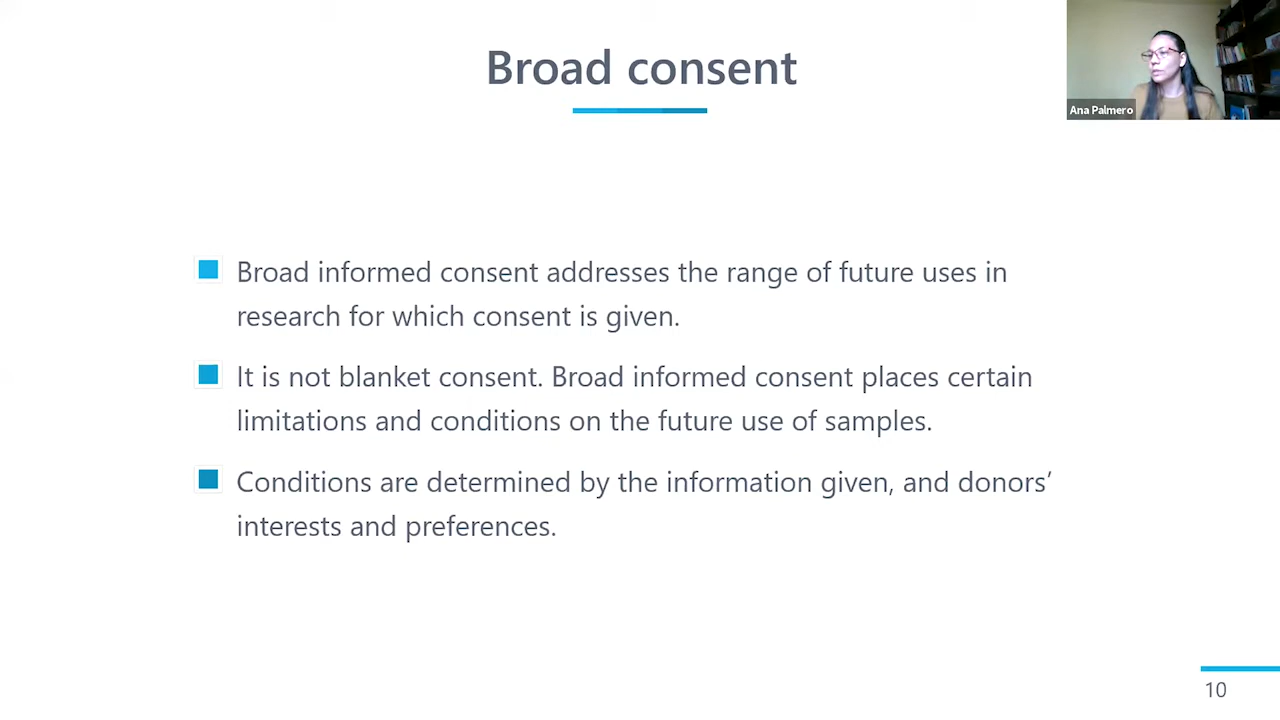 Broad consent
Ana Palmero
Broad informed consent addresses the range of future uses in
research for which consent is given.
It is not blanket consent. Broad informed consent places certain
limitations and conditions on the future use of samples.
Conditions are determined by the information given, and donors’
interests and preferences.
10